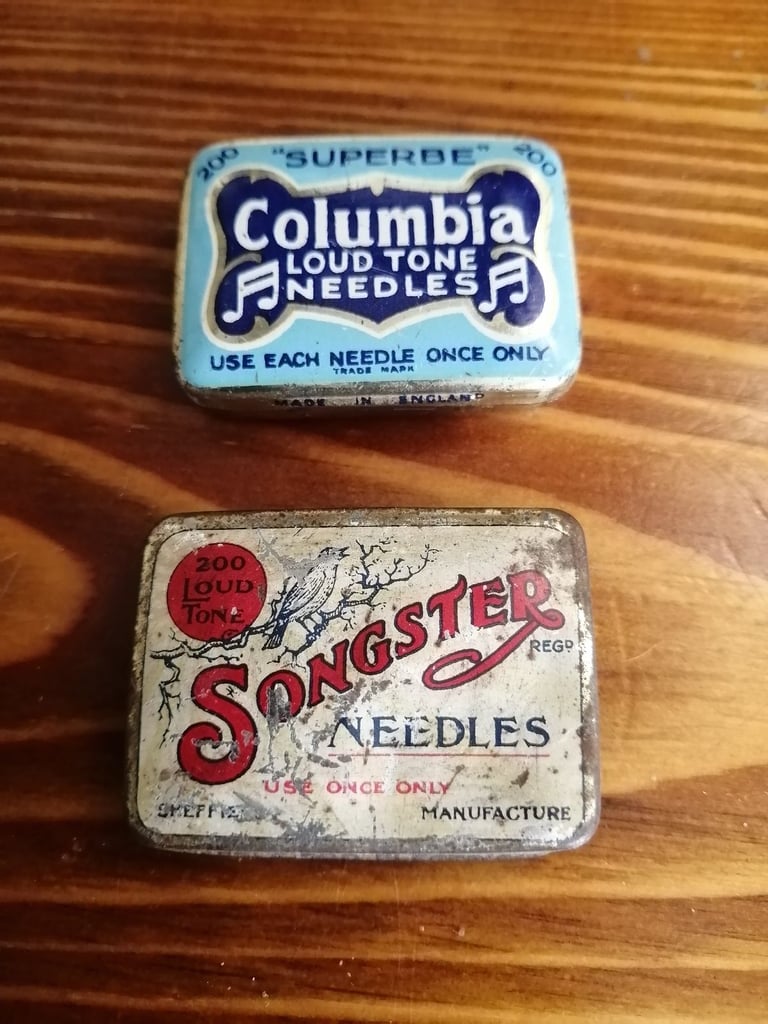 200 "SUPERBE" 200
Columbia
LOUD TONE
NEEDLES
USE EACH NEEDLE ONCE ONLY
TRADE MARK
MADE IN ENGLAND
200
LOUD
TONE
SONGSTER
REGD
NEEDLES
USE ONCE ONLY
MANUFACTURE